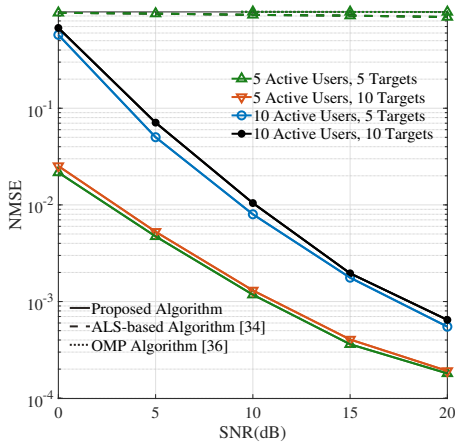 10^-1
10^-2
10^-3
10^-4
NMSE
5 Active Users, 5 Targets
5 Active Users, 10 Targets
10 Active Users, 5 Targets
10 Active Users, 10 Targets
Proposed Algorithm
ALS-based Algorithm [34]
OMP Algorithm [36]
0 5 10 15 20
SNR(dB)